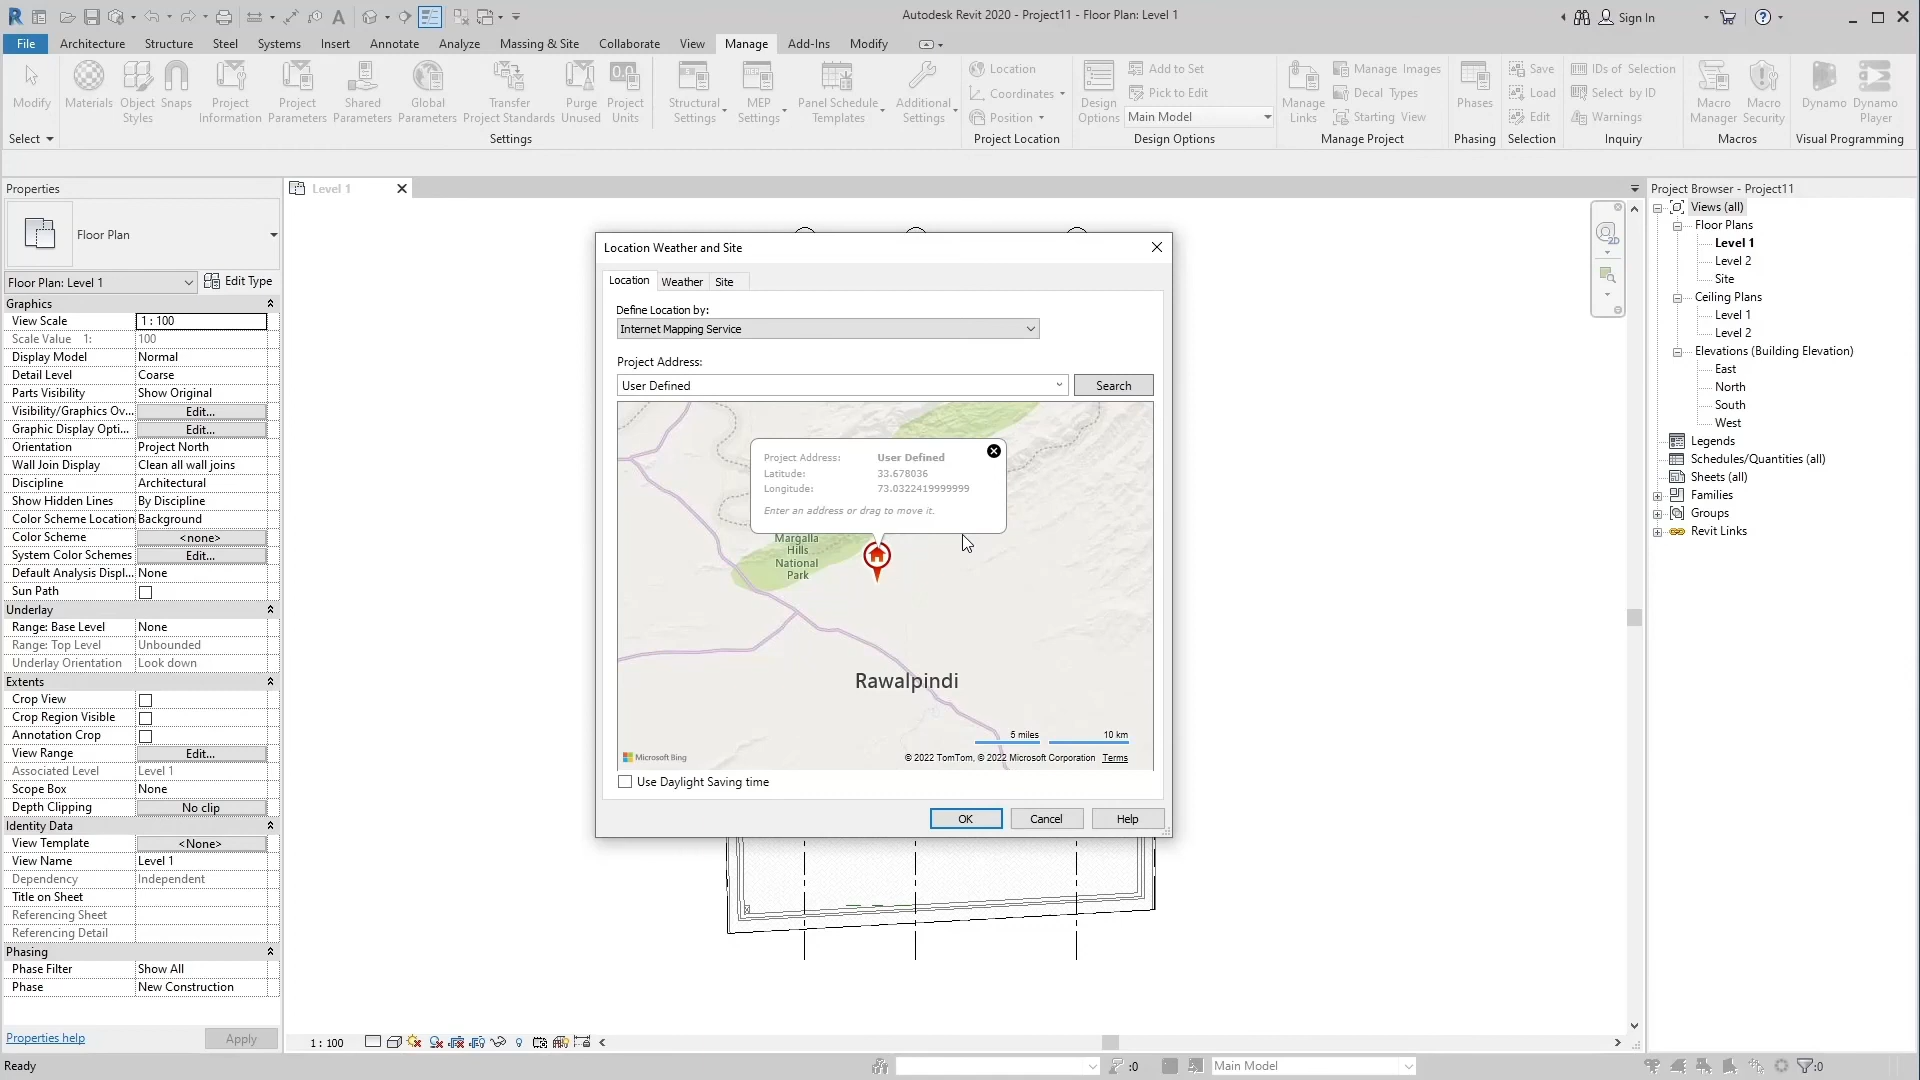 Autodesk Revit 2020 - Project11 - Floor Plan: Level 1
Sign In
File Architecture Structure Steel Systems Insert Annotate Analyze Massing & Site Collaborate View Manage Add-Ins Modify
Modify Materials Object Styles Snaps Project Information Project Parameters Shared Parameters Global Parameters Transfer Project Standards Purge Unused Project Units Structural Settings MEP Settings Panel Schedule Templates Additional Settings
Location
Coordinates
Position
Design Options
Add to Set
Pick to Edit
Main Model
Manage Links
Manage Images
Decal Types
Starting View
Phases
Save
Load
Edit
IDs of Selection
Select by ID
Warnings
Macro Manager Macro Security Dynamo Dynamo Player
Select Settings Project Location Design Options Manage Project Phasing Selection Inquiry Macros Visual Programming
Properties
Floor Plan
Floor Plan: Level 1 Edit Type
Graphics
View Scale 1 : 100
Scale Value 1: 100
Display Model Normal
Detail Level Coarse
Parts Visibility Show Original
Visibility/Graphics Ov... Edit...
Graphic Display Opti... Edit...
Orientation Project North
Wall Join Display Clean all wall joins
Discipline Architectural
Show Hidden Lines By Discipline
Color Scheme Location Background
Color Scheme <none>
System Color Schemes Edit...
Default Analysis Displ... None
Sun Path
Underlay
Range: Base Level None
Range: Top Level Unbounded
Underlay Orientation Look down
Extents
Crop View
Crop Region Visible
Annotation Crop
View Range Edit...
Associated Level Level 1
Scope Box None
Depth Clipping No clip
Identity Data
View Template <None>
View Name Level 1
Dependency Independent
Title on Sheet
Referencing Sheet
Referencing Detail
Phasing
Phase Filter Show All
Phase New Construction
Properties help Apply
Level 1
Location Weather and Site
Location Weather Site
Define Location by:
Internet Mapping Service
Project Address:
User Defined Search
Project Address: User Defined
Latitude: 33.678036
Longitude: 73.0322419999999
Enter an address or drag to move it.
Margalla
Hills
National
Park
Rawalpindi
5 miles 10 km
Microsoft Bing © 2022 TomTom, © 2022 Microsoft Corporation Terms
Use Daylight Saving time
OK Cancel Help
2D
Project Browser - Project11
Views (all)
Floor Plans
Level 1
Level 2
Site
Ceiling Plans
Level 1
Level 2
Elevations (Building Elevation)
East
North
South
West
Legends
Schedules/Quantities (all)
Sheets (all)
Families
Groups
Revit Links
1 : 100
Ready :0 Main Model :0